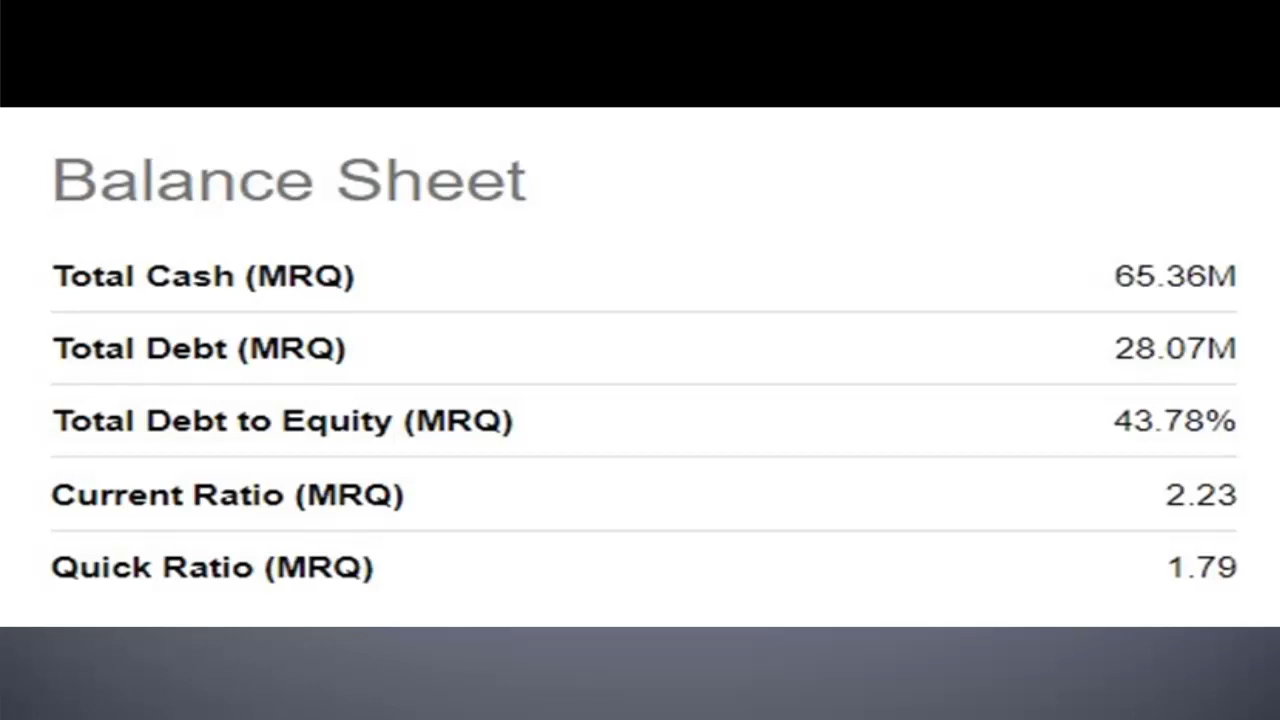 Balance Sheet
Total Cash (MRQ) 65.36M
Total Debt (MRQ) 28.07M
Total Debt to Equity (MRQ) 43.78%
Current Ratio (MRQ) 2.23
Quick Ratio (MRQ) 1.79